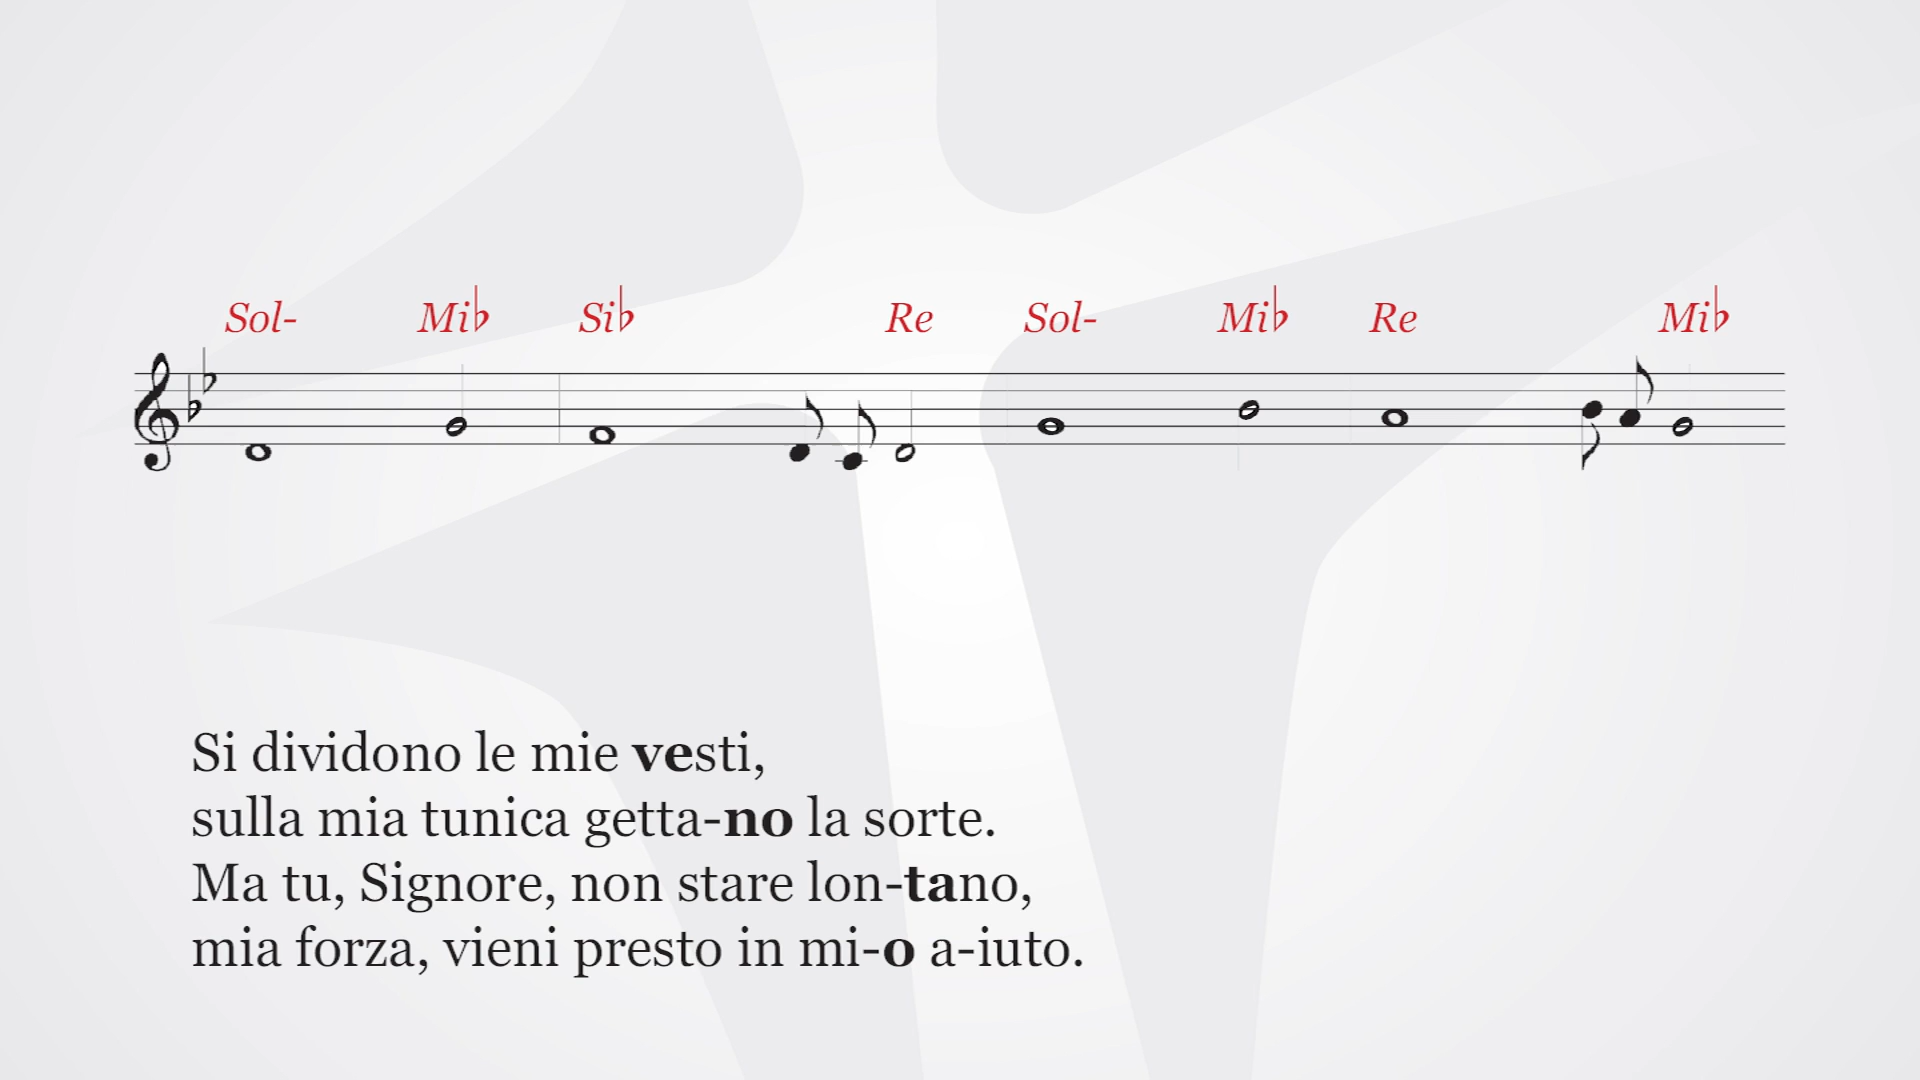 Sol- Mi♭ Si♭ Re Sol- Mi♭ Re Mi♭
Si dividono le mie vesti,
sulla mia tunica getta-no la sorte.
Ma tu, Signore, non stare lon-tano,
mia forza, vieni presto in mi-o a-iuto.